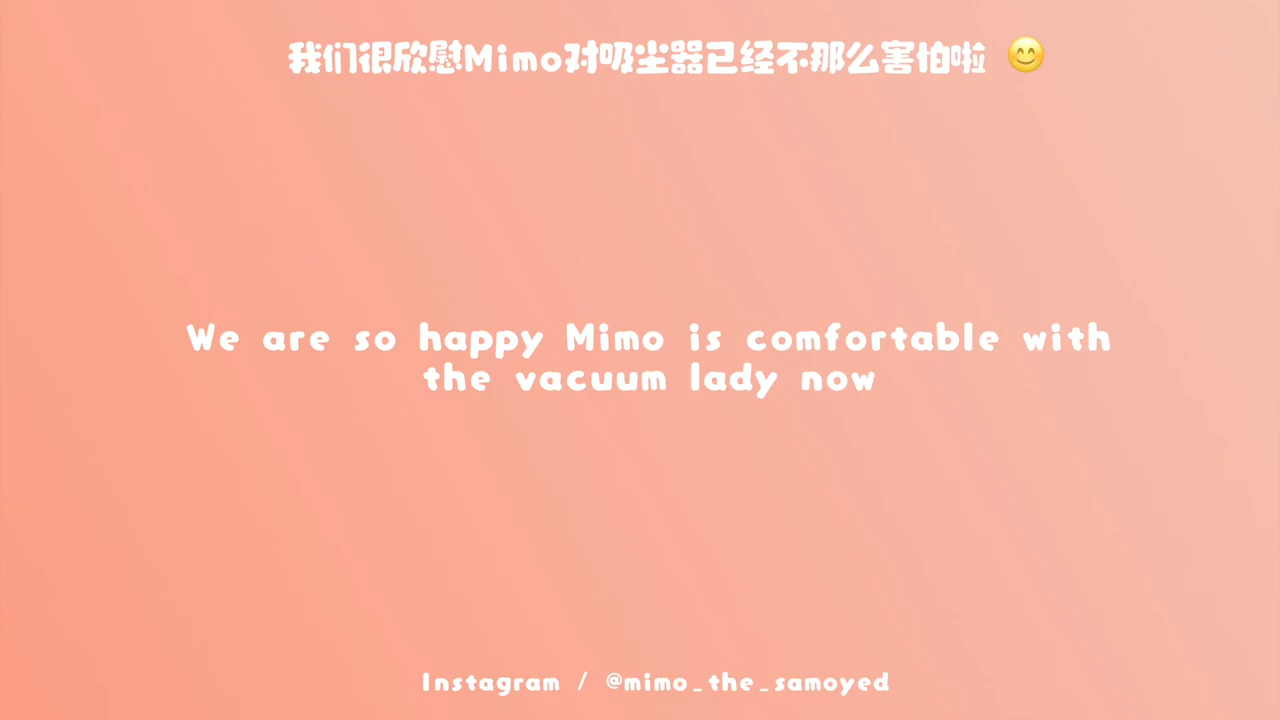 我们很欣慰Mimo对吸尘器已经不那么害怕啦 😊
We are so happy Mimo is comfortable with
the vacuum lady now
Instagram / @mimo_the_samoyed